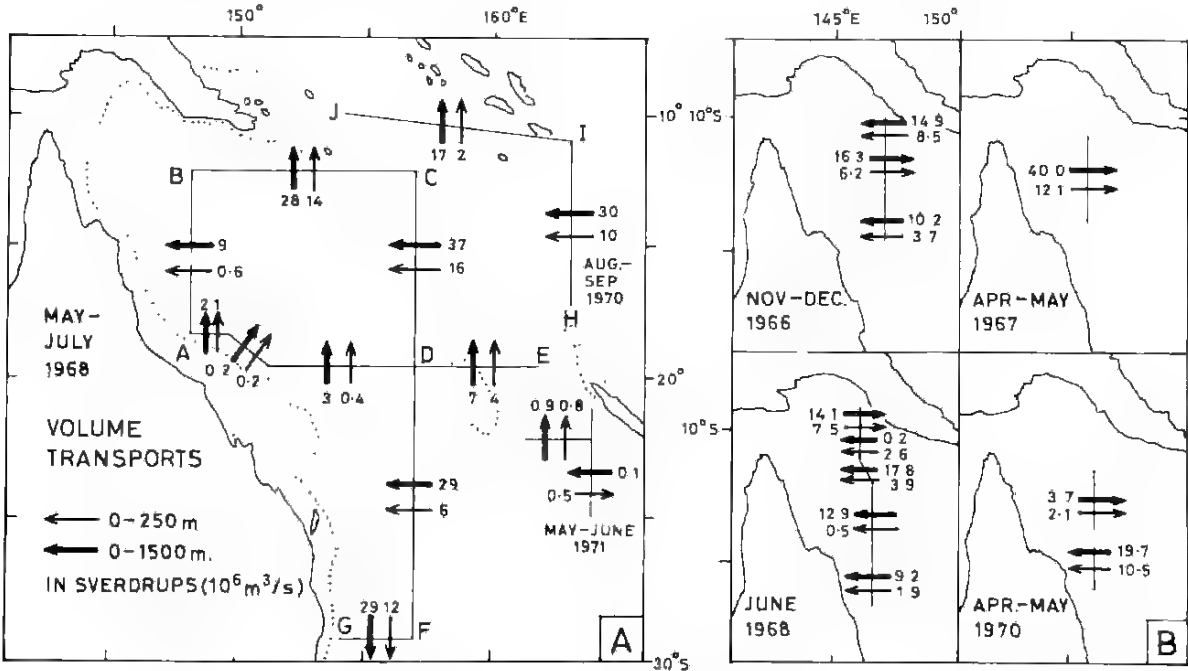 150° 160°E
J
I
17 2
10°
B C
28 14
9 37
0·6 16
30
10
AUG.-
SEP
1970
MAY-
JULY
1968
2 1
A
0 2
0·2
3 0·4
D
7 4
E
H
20°
VOLUME
TRANSPORTS
0-250 m
0-1500 m.
IN SVERDRUPS (10⁶ m³/s)
0·9 0·8
0·1
0·5
MAY-JUNE
1971
29
6
29 12
G F
A
30°S
145°E 150°
10°S
14 9
8·5
16 3
6·2
10 2
3 7
NOV-DEC.
1966
40 0
12 1
APR-MAY
1967
10°S
14 1
7 5
0 2
2 6
17 8
3 9
12 9
0·5
9 2
1 9
JUNE
1968
3 7
2·1
19·7
10·5
APR.-MAY
1970
B